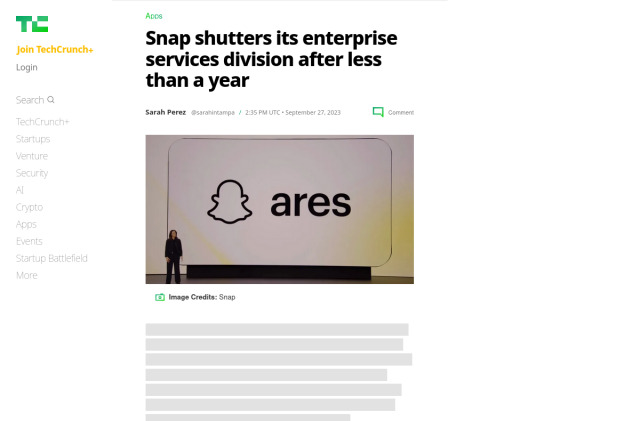 TC
Join TechCrunch+
Login
Search
TechCrunch+
Startups
Venture
Security
AI
Crypto
Apps
Events
Startup Battlefield
More
Apps
Snap shutters its enterprise
services division after less
than a year
Sarah Perez @sarahintampa / 2:35 PM UTC • September 27, 2023
Comment
ares
Image Credits: Snap